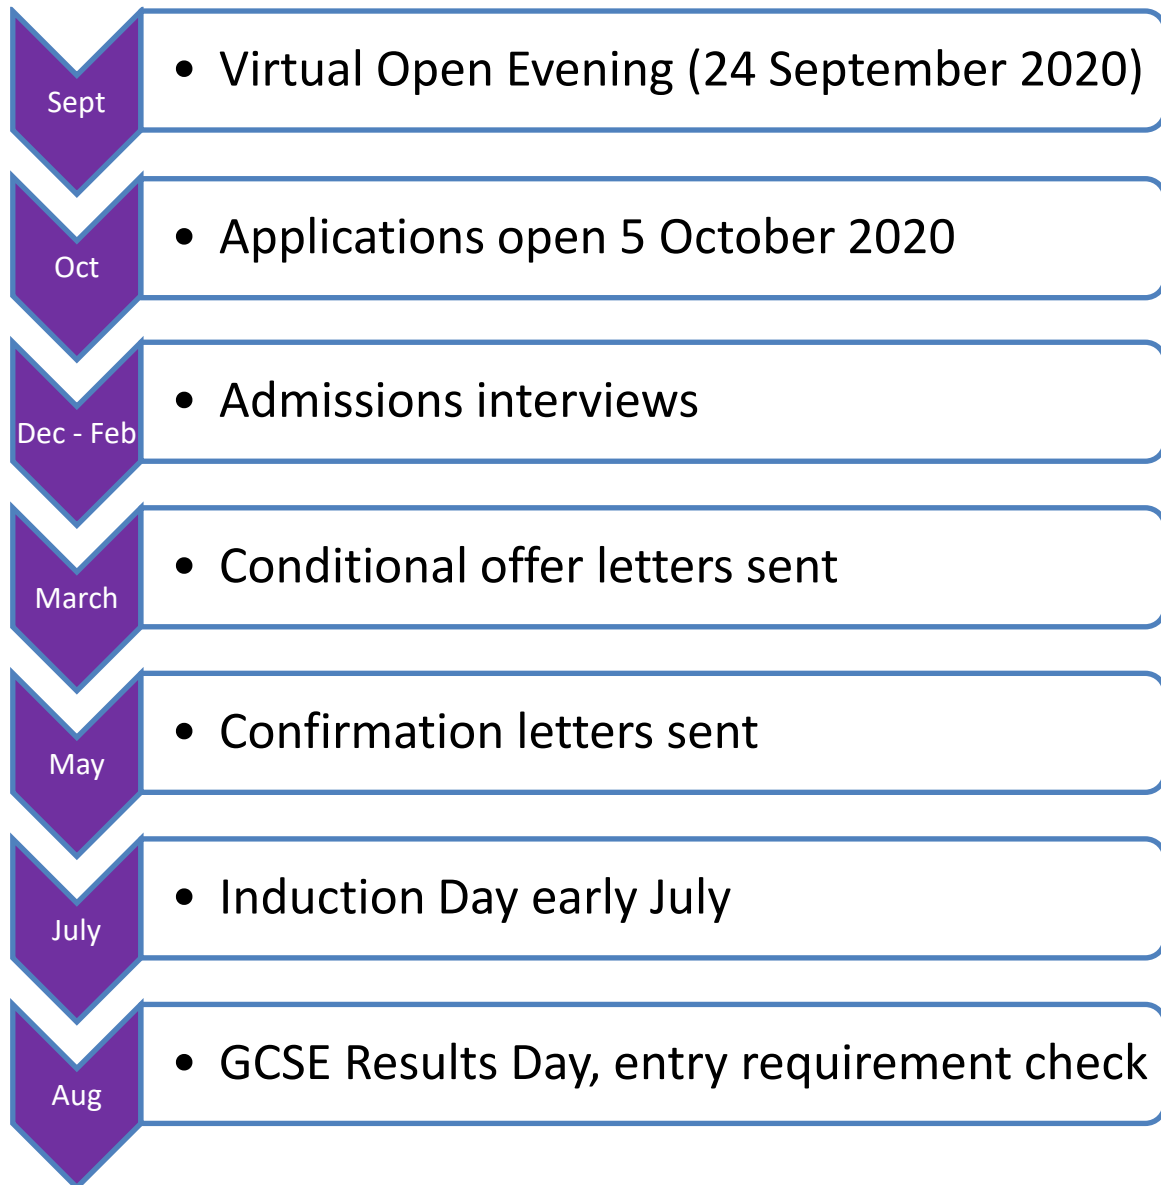 Sept
• Virtual Open Evening (24 September 2020)
Oct
• Applications open 5 October 2020
Dec - Feb
• Admissions interviews
March
• Conditional offer letters sent
May
• Confirmation letters sent
July
• Induction Day early July
Aug
• GCSE Results Day, entry requirement check